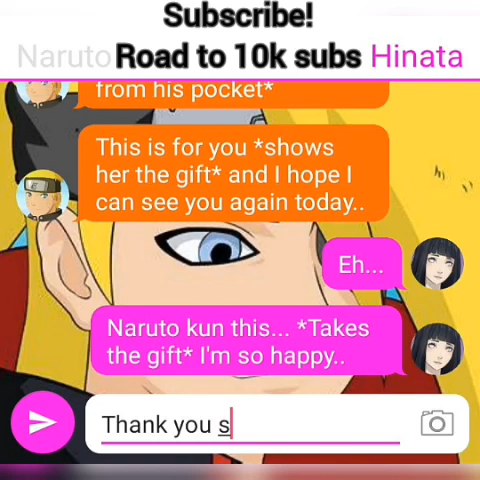 Subscribe!
Naruto Road to 10k subs Hinata
from his pocket*
This is for you *shows
her the gift* and I hope I
can see you again today..
Eh...
Naruto kun this... *Takes
the gift* I'm so happy..
Thank you s